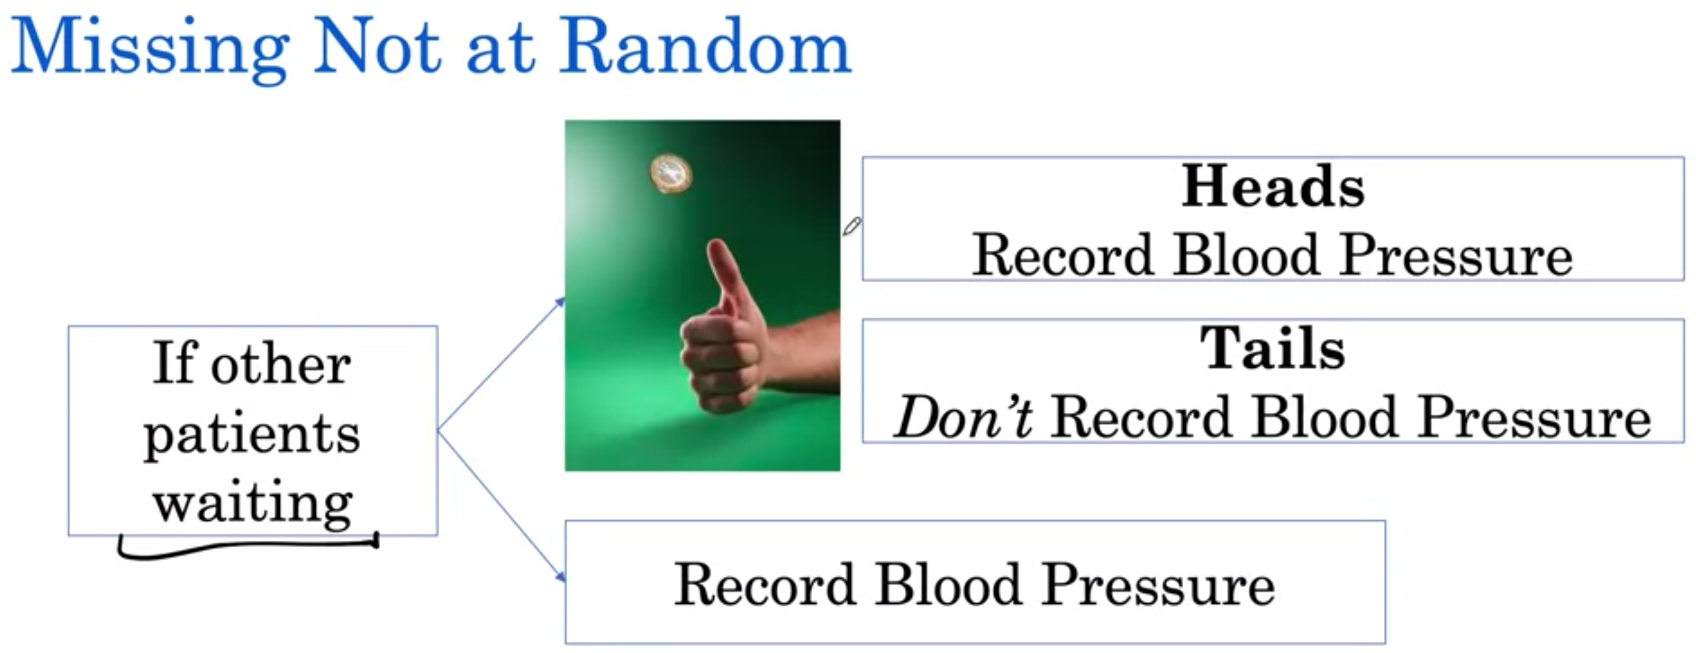 Missing Not at Random
If other
patients
waiting
Heads
Record Blood Pressure
Tails
Don't Record Blood Pressure
Record Blood Pressure